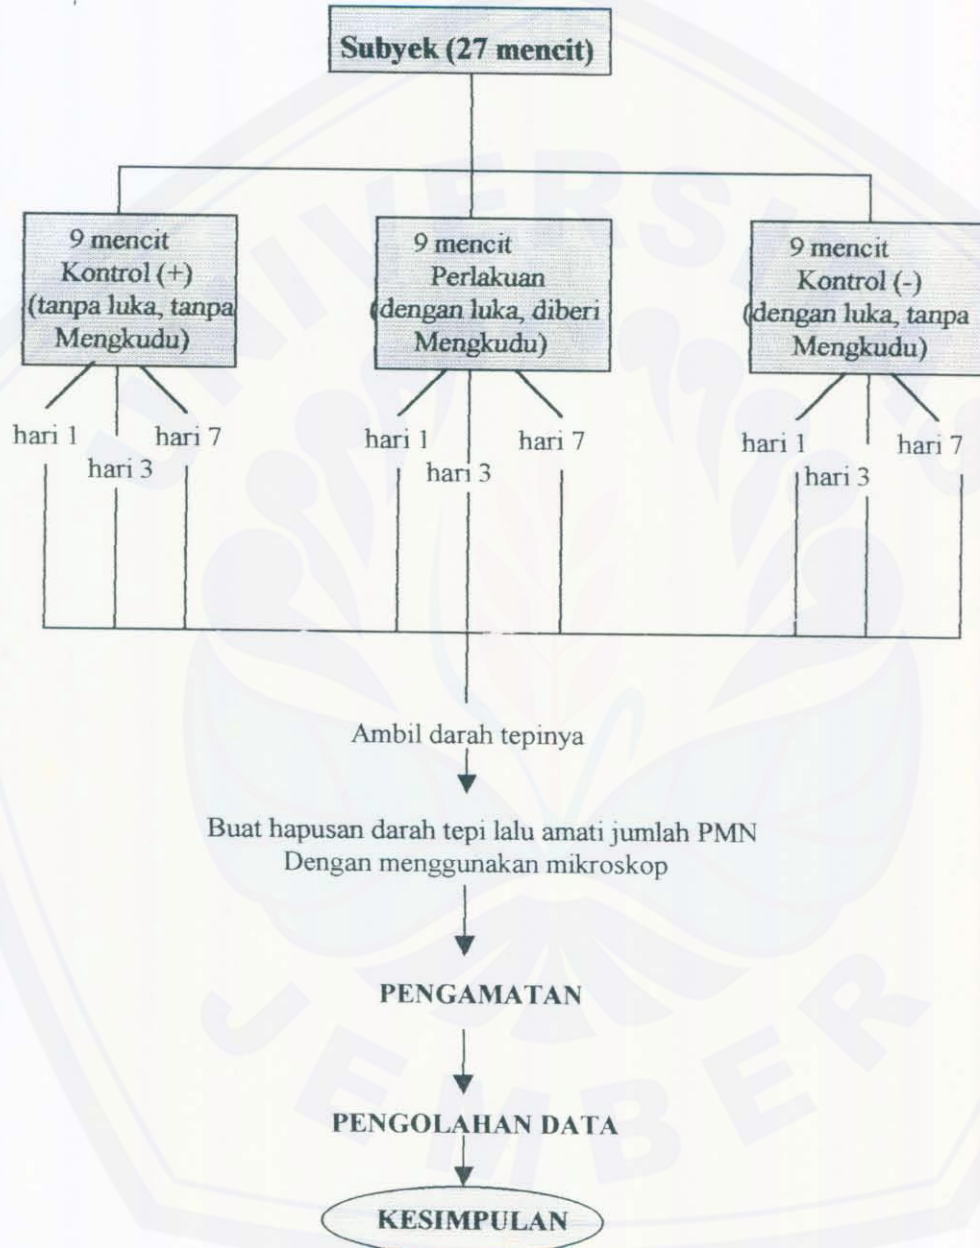 Subyek (27 mencit)
9 mencit
Kontrol (+)
(tanpa luka, tanpa
Mengkudu)
9 mencit
Perlakuan
(dengan luka, diberi
Mengkudu)
9 mencit
Kontrol (-)
(dengan luka, tanpa
Mengkudu)
hari 1
hari 3
hari 7
hari 1
hari 3
hari 7
hari 1
hari 3
hari 7
Ambil darah tepinya
Buat hapusan darah tepi lalu amati jumlah PMN
Dengan menggunakan mikroskop
PENGAMATAN
PENGOLAHAN DATA
KESIMPULAN
UNIVERSITAS
JEMBER